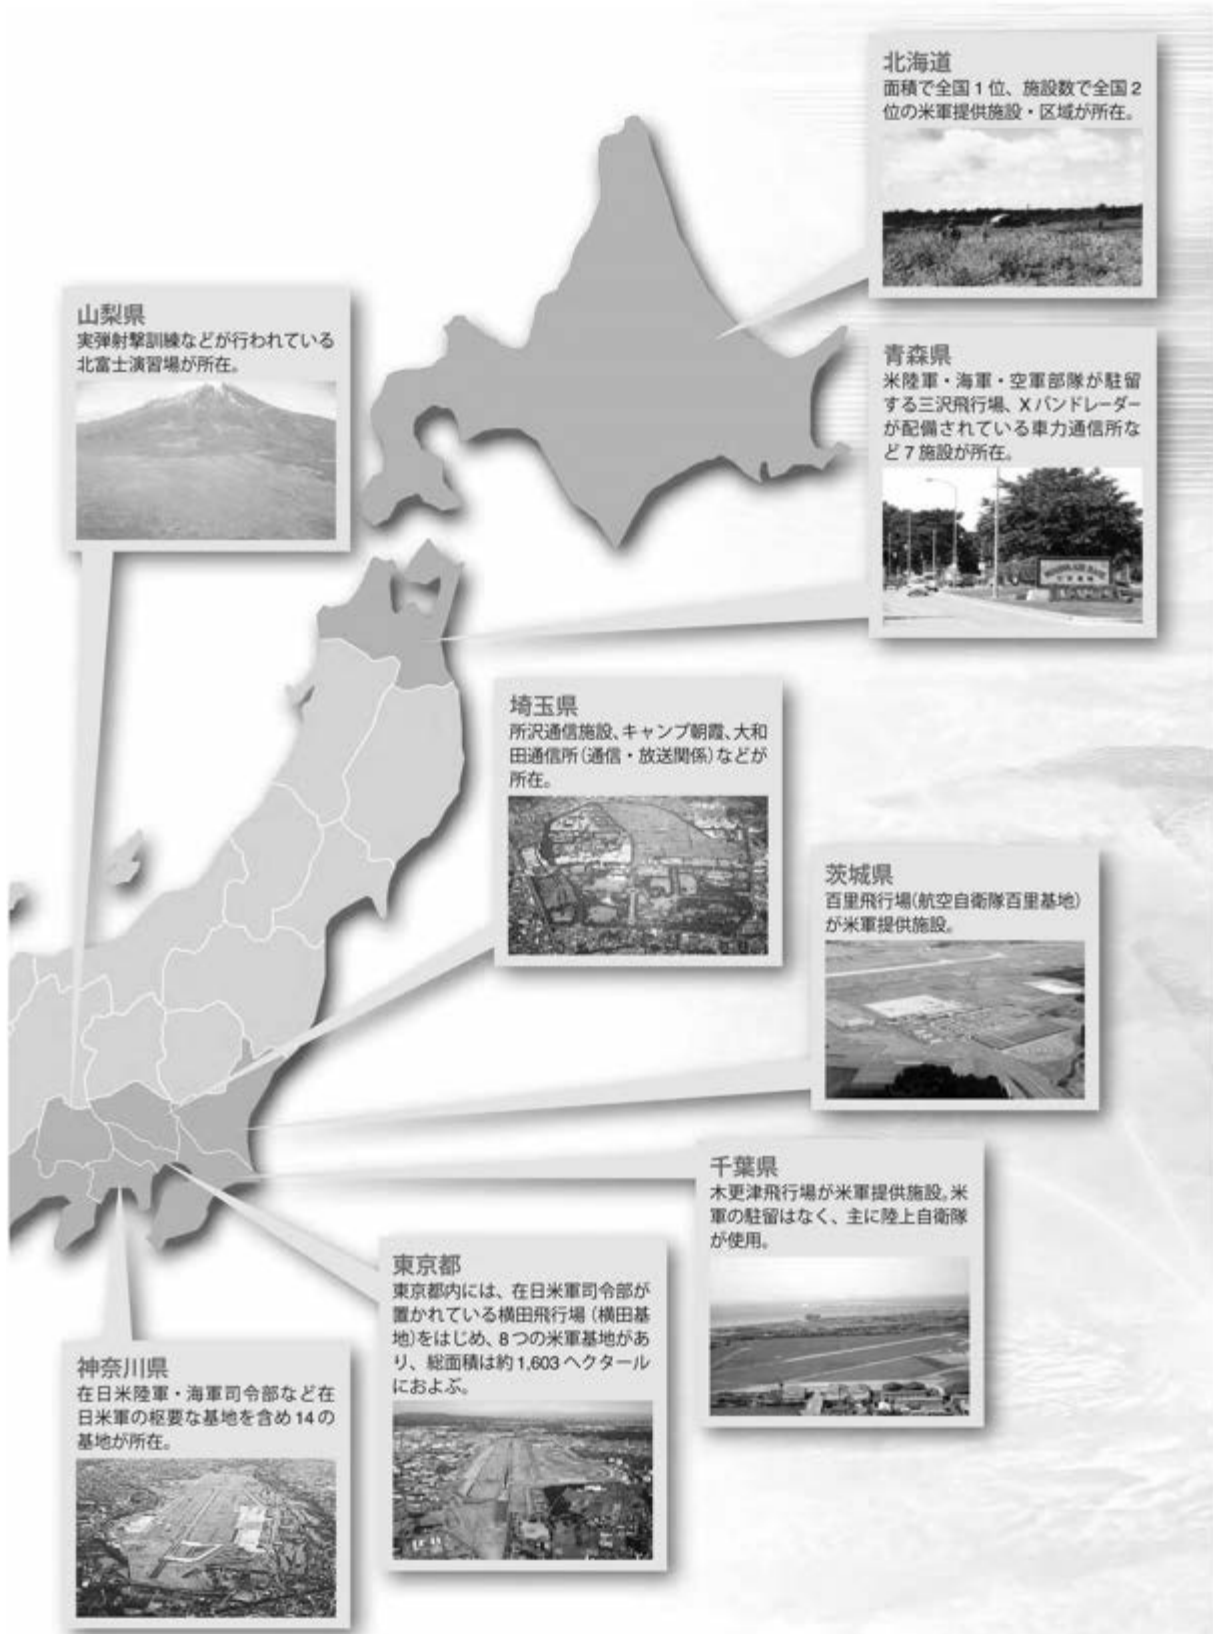 北海道
面積で全国1位、施設数で全国2
位の米軍提供施設・区域が所在。
山梨県
実弾射撃訓練などが行われている
北富士演習場が所在。
青森県
米陸軍・海軍・空軍部隊が駐留
する三沢飛行場、Xバンドレーダー
が配備されている車力通信所な
ど7施設が所在。
埼玉県
所沢通信施設、キャンプ朝霞、大和
田通信所(通信・放送関係)などが
所在。
茨城県
百里飛行場(航空自衛隊百里基地)
が米軍提供施設。
千葉県
木更津飛行場が米軍提供施設。米
軍の駐留はなく、主に陸上自衛隊
が使用。
東京都
東京都内には、在日米軍司令部が
置かれている横田飛行場(横田基
地)をはじめ、8つの米軍基地があ
り、総面積は約1,603ヘクタール
におよぶ。
神奈川県
在日米陸軍・海軍司令部など在
日米軍の枢要な基地を含め14の
基地が所在。